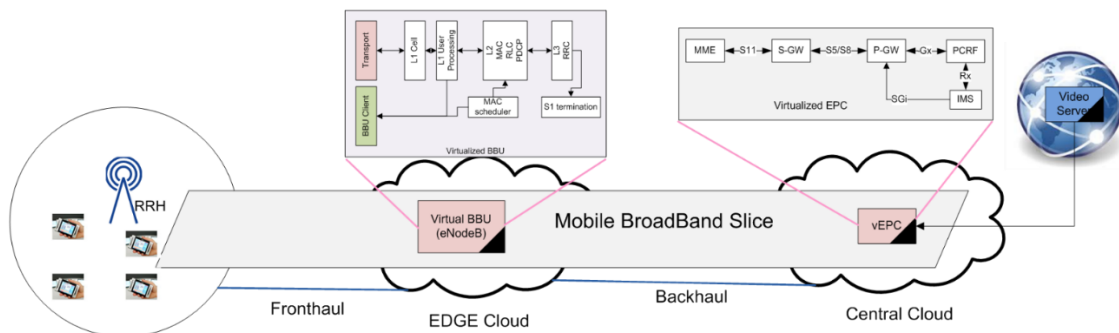 Transport
BBU Client
L1 Cell
L1 User
Processing
L2
MAC
RLC
PDCP
L3
RRC
MAC
scheduler
S1 termination
Virtualized BBU
MME
S11
S-GW
S5/S8
P-GW
Gx
PCRF
Rx
SGi
IMS
Virtualized EPC
Video
Server
RRH
Virtual BBU
(eNodeB)
Mobile BroadBand Slice
vEPC
Fronthaul
EDGE Cloud
Backhaul
Central Cloud